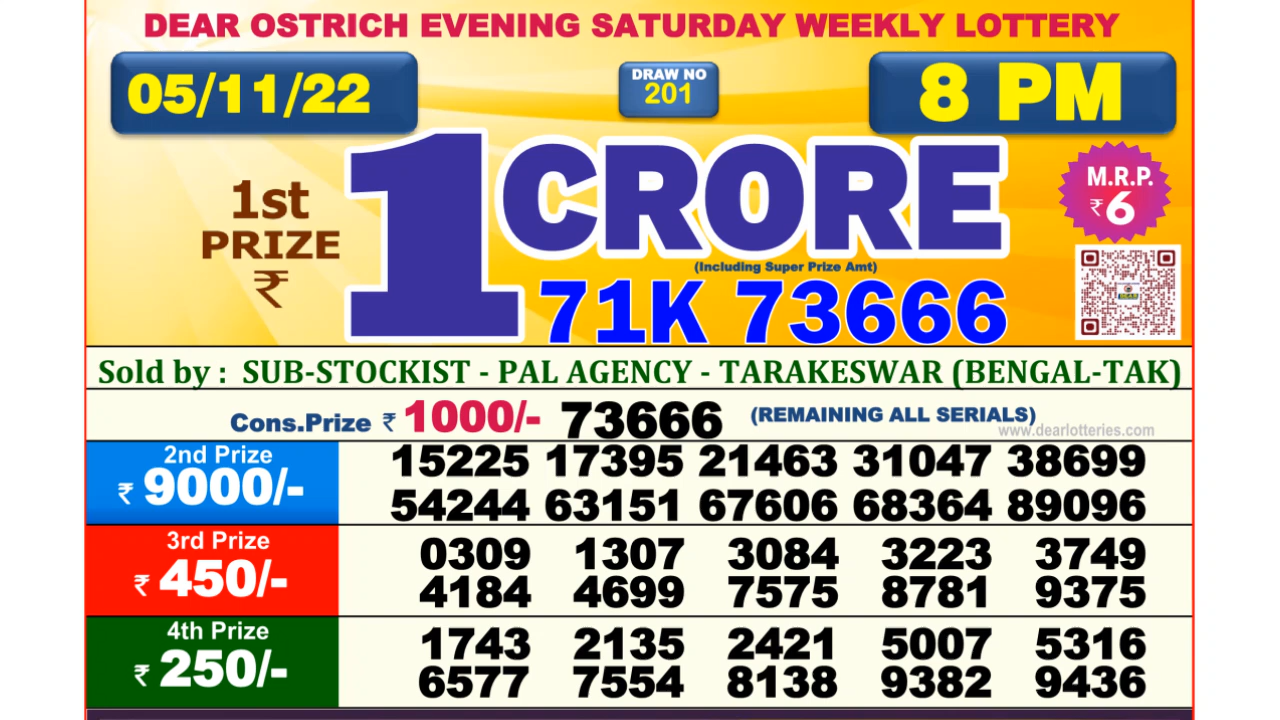 DEAR OSTRICH EVENING SATURDAY WEEKLY LOTTERY
05/11/22
DRAW NO
201
8 PM
1st
PRIZE
₹
1 CRORE
(Including Super Prize Amt)
71K 73666
M.R.P.
₹6
Sold by : SUB-STOCKIST - PAL AGENCY - TARAKESWAR (BENGAL-TAK)
Cons.Prize ₹ 1000/- 73666 (REMAINING ALL SERIALS)
www.dearlotteries.com
2nd Prize
₹ 9000/-
15225 17395 21463 31047 38699
54244 63151 67606 68364 89096
3rd Prize
₹ 450/-
0309 1307 3084 3223 3749
4184 4699 7575 8781 9375
4th Prize
₹ 250/-
1743 2135 2421 5007 5316
6577 7554 8138 9382 9436